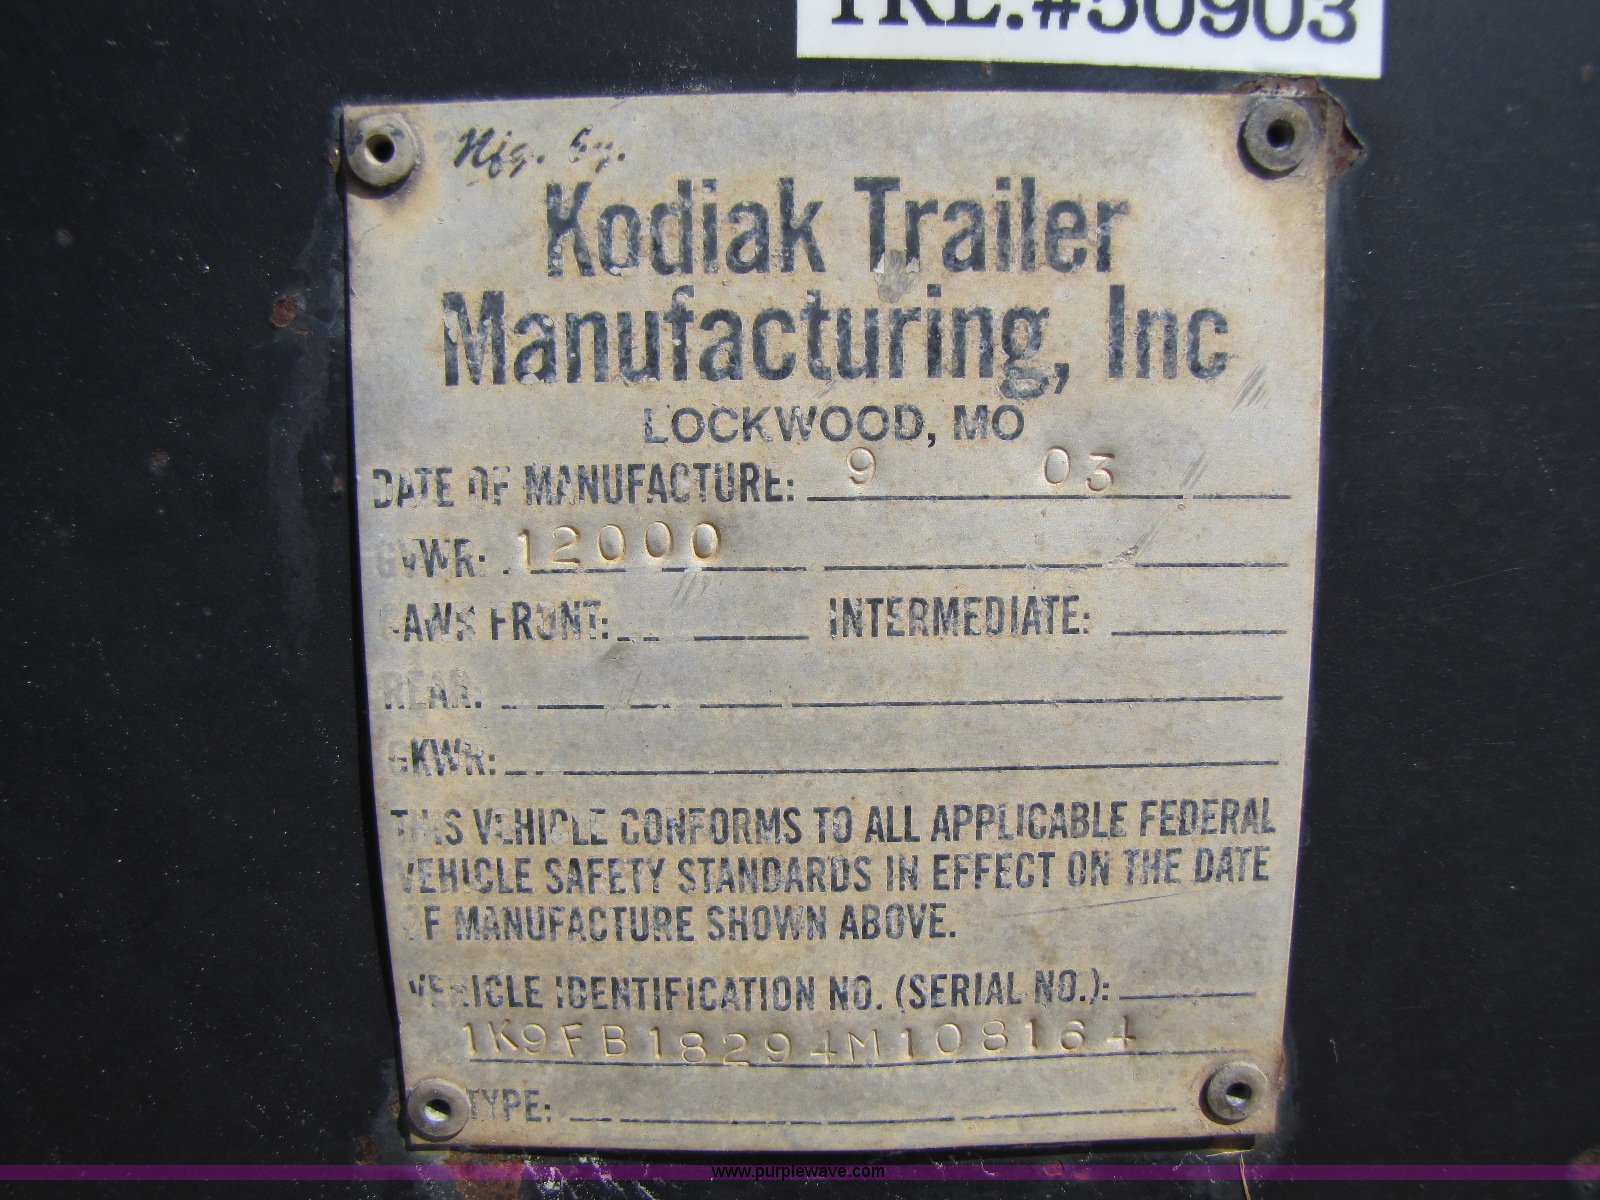 TRL.#50903
Mfg. by.
Kodiak Trailer
Manufacturing, Inc
LOCKWOOD, MO
DATE OF MANUFACTURE: 9 03
GVWR: 12000
GAWR FRONT: INTERMEDIATE:
REAR:
GKWR:
THIS VEHICLE CONFORMS TO ALL APPLICABLE FEDERAL
VEHICLE SAFETY STANDARDS IN EFFECT ON THE DATE
OF MANUFACTURE SHOWN ABOVE.
VEHICLE IDENTIFICATION NO. (SERIAL NO.):
1K9FB18294M108164
TYPE:
www.purplewave.com